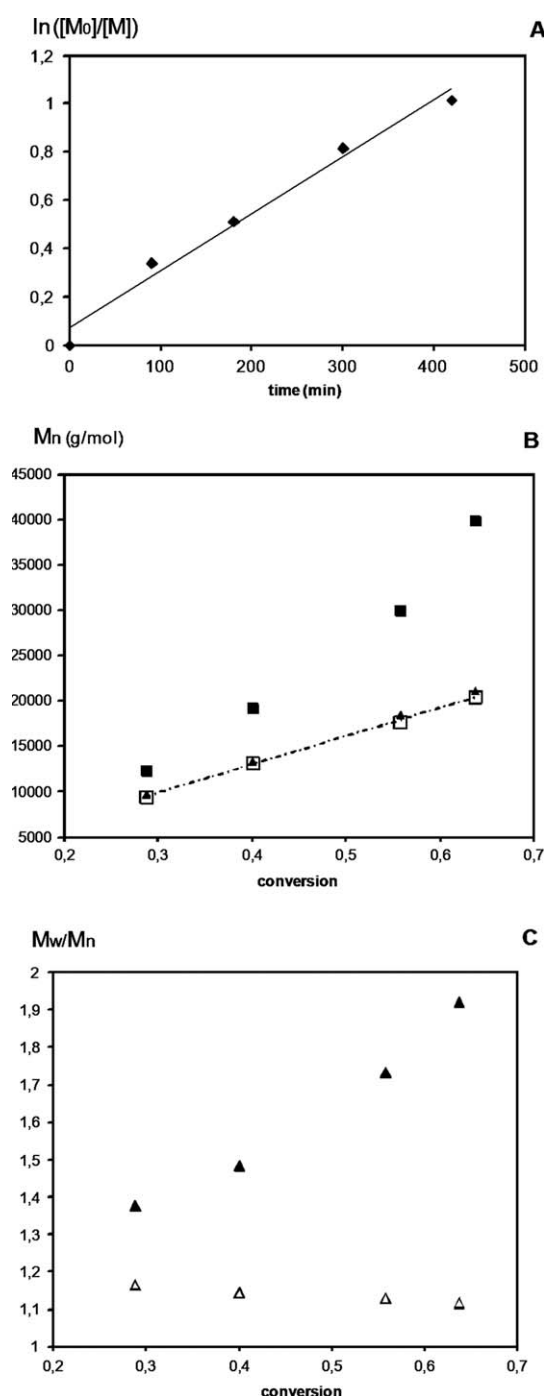 ln([M₀]/[M])
A
1,2
1
0,8
0,6
0,4
0,2
0
0 100 200 300 400 500
time (min)
Mn (g/mol)
B
45000
40000
35000
30000
25000
20000
15000
10000
5000
0,2 0,3 0,4 0,5 0,6 0,7
conversion
Mw/Mn
C
2
1,9
1,8
1,7
1,6
1,5
1,4
1,3
1,2
1,1
1
0,2 0,3 0,4 0,5 0,6 0,7
conversion